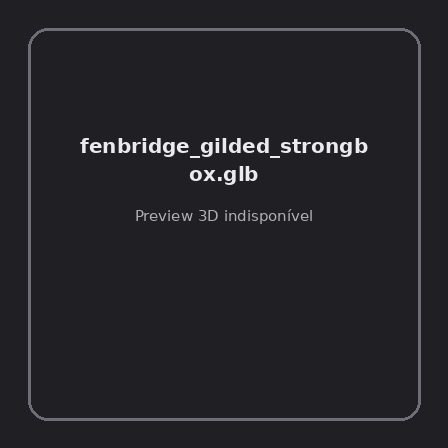 fenbridge_gilded_strongb
ox.glb
Preview 3D indisponível